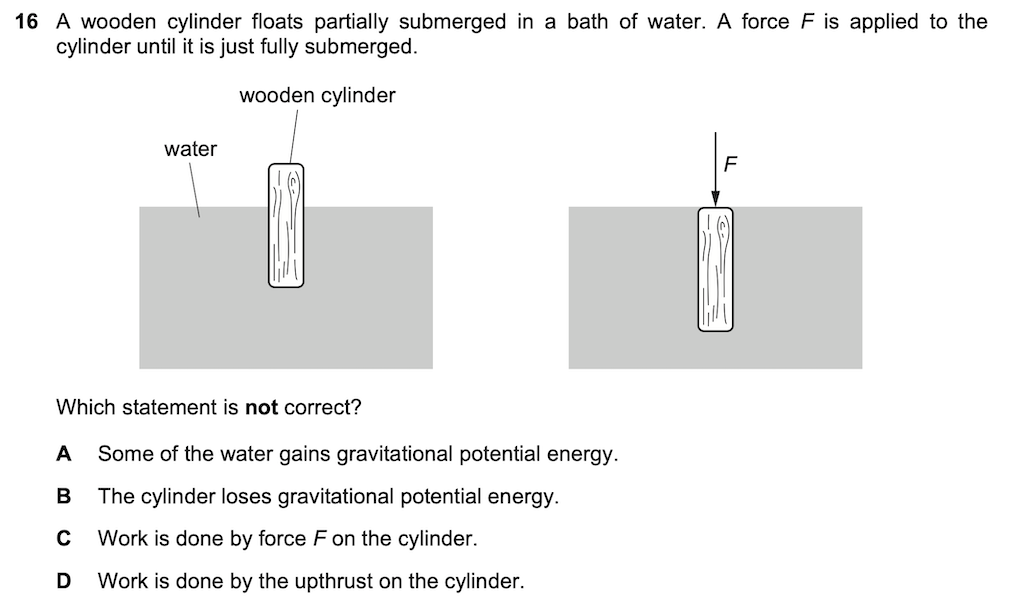 16 A wooden cylinder floats partially submerged in a bath of water. A force F is applied to the
cylinder until it is just fully submerged.
wooden cylinder
water
F
Which statement is not correct?
A Some of the water gains gravitational potential energy.
B The cylinder loses gravitational potential energy.
C Work is done by force F on the cylinder.
D Work is done by the upthrust on the cylinder.